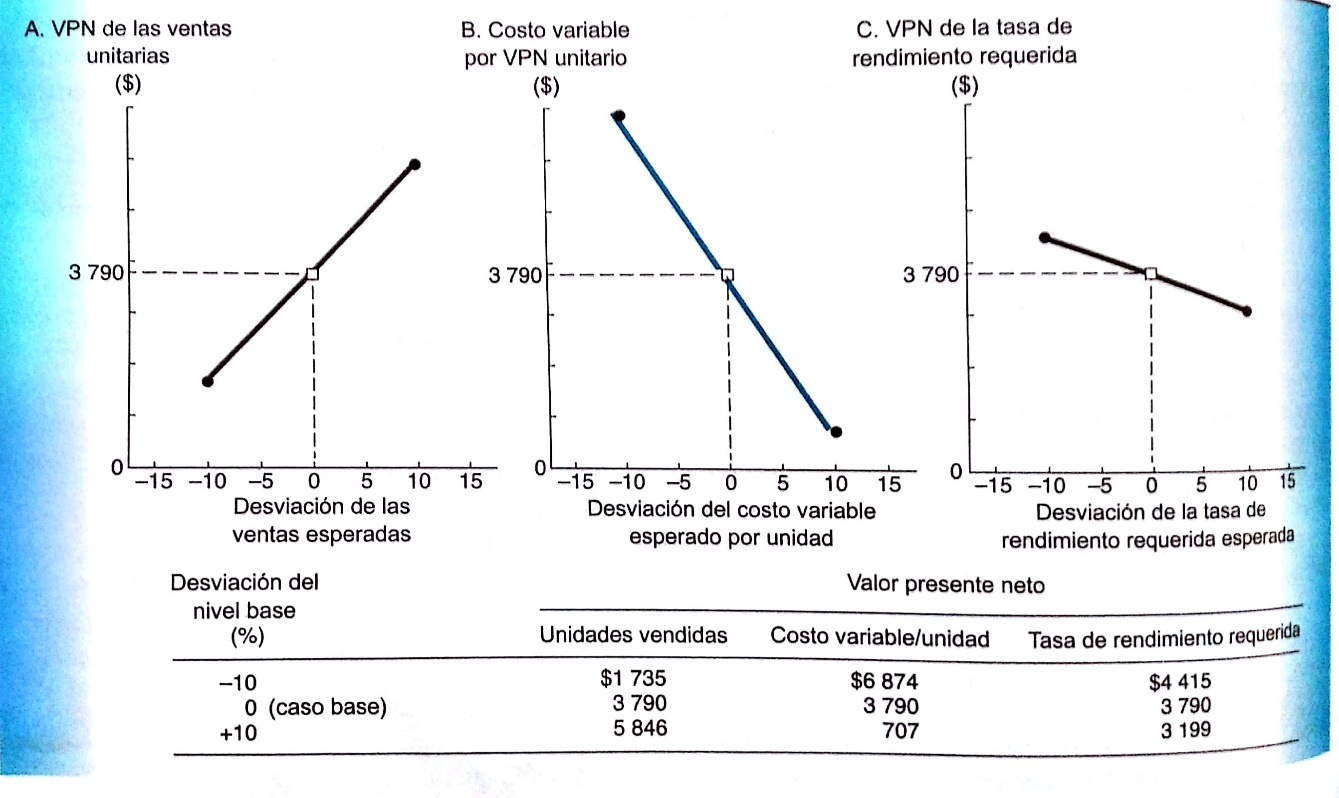 A. VPN de las ventas
unitarias
($)
3 790
0
–15 –10 –5 0 5 10 15
Desviación de las
ventas esperadas
B. Costo variable
por VPN unitario
($)
3 790
0
–15 –10 –5 0 5 10 15
Desviación del costo variable
esperado por unidad
C. VPN de la tasa de
rendimiento requerida
($)
3 790
0
–15 –10 –5 0 5 10 15
Desviación de la tasa de
rendimiento requerida esperada
Desviación del
nivel base
(%)
Valor presente neto
Unidades vendidas Costo variable/unidad Tasa de rendimiento requerida
–10 $1 735 $6 874 $4 415
0 (caso base) 3 790 3 790 3 790
+10 5 846 707 3 199